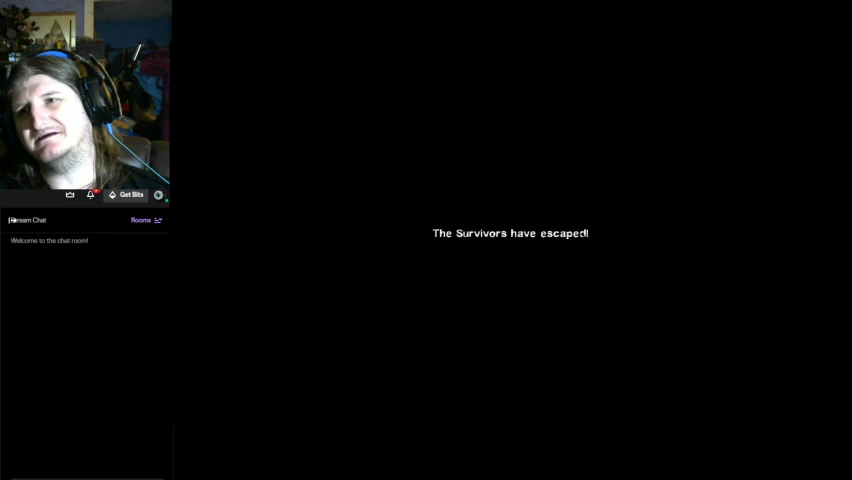 Get Bits
Stream Chat
Rooms
Welcome to the chat room!
The Survivors have escaped!